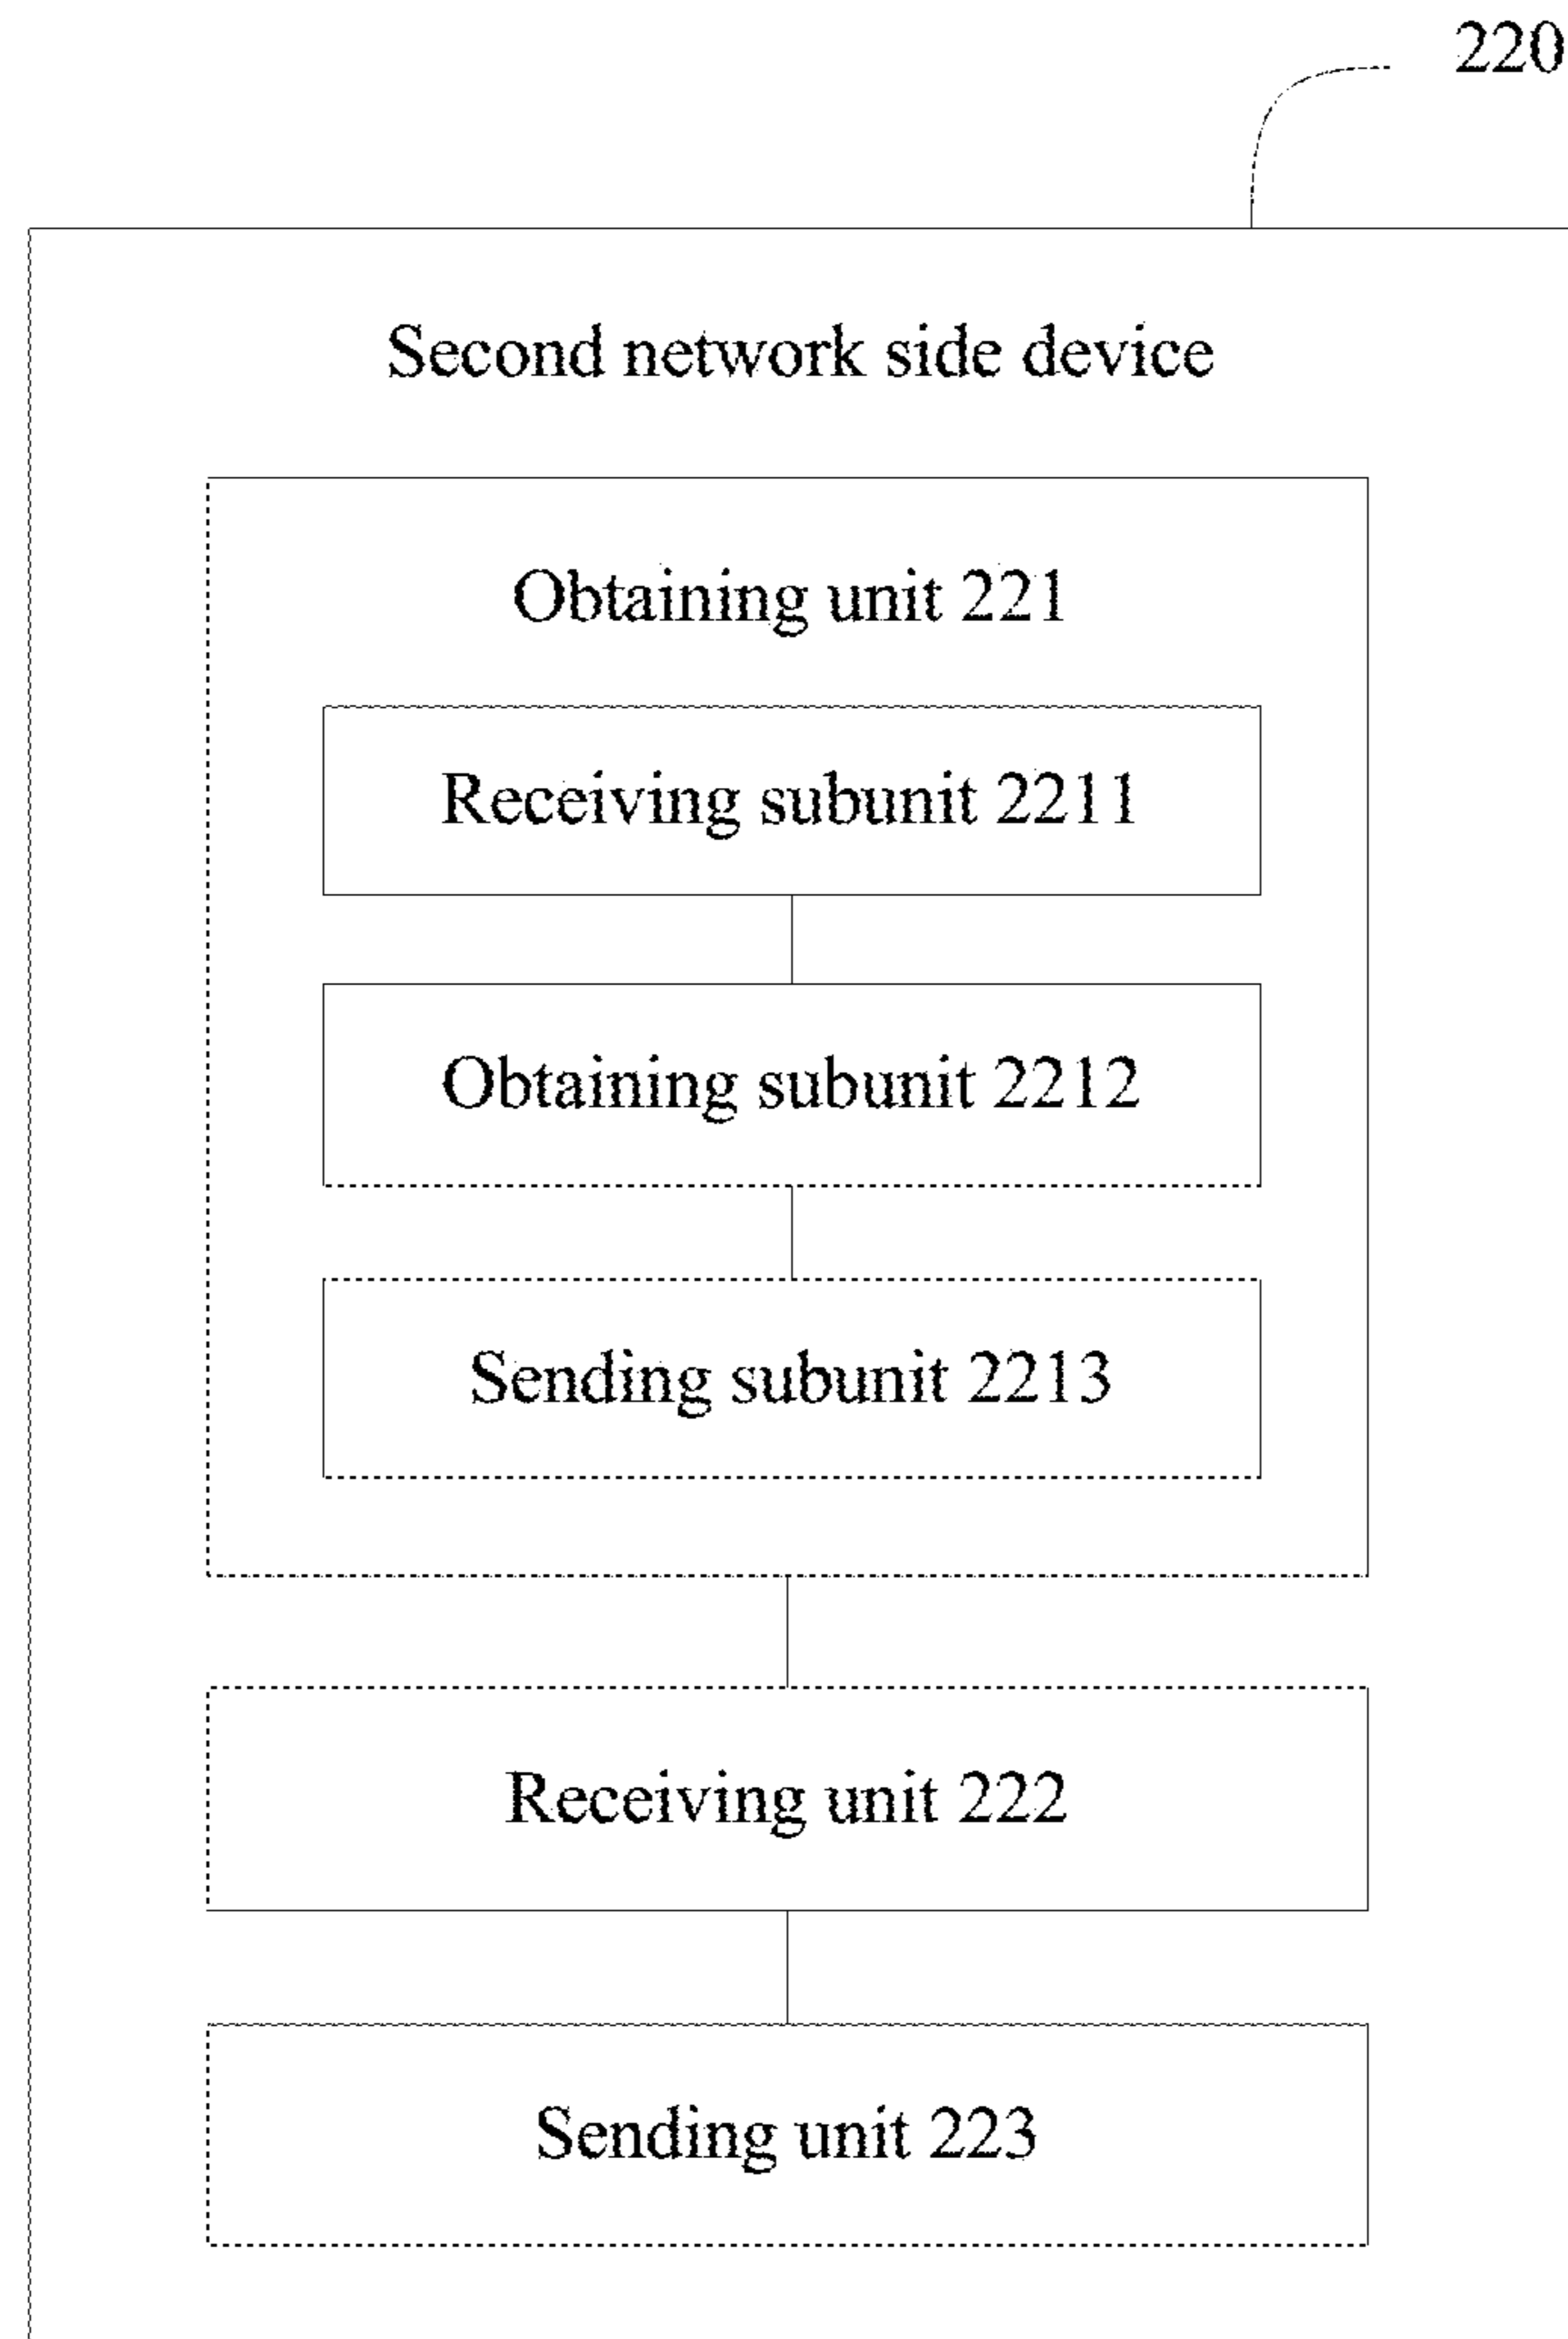 220
Second network side device
Obtaining unit 221
Receiving subunit 2211
Obtaining subunit 2212
Sending subunit 2213
Receiving unit 222
Sending unit 223